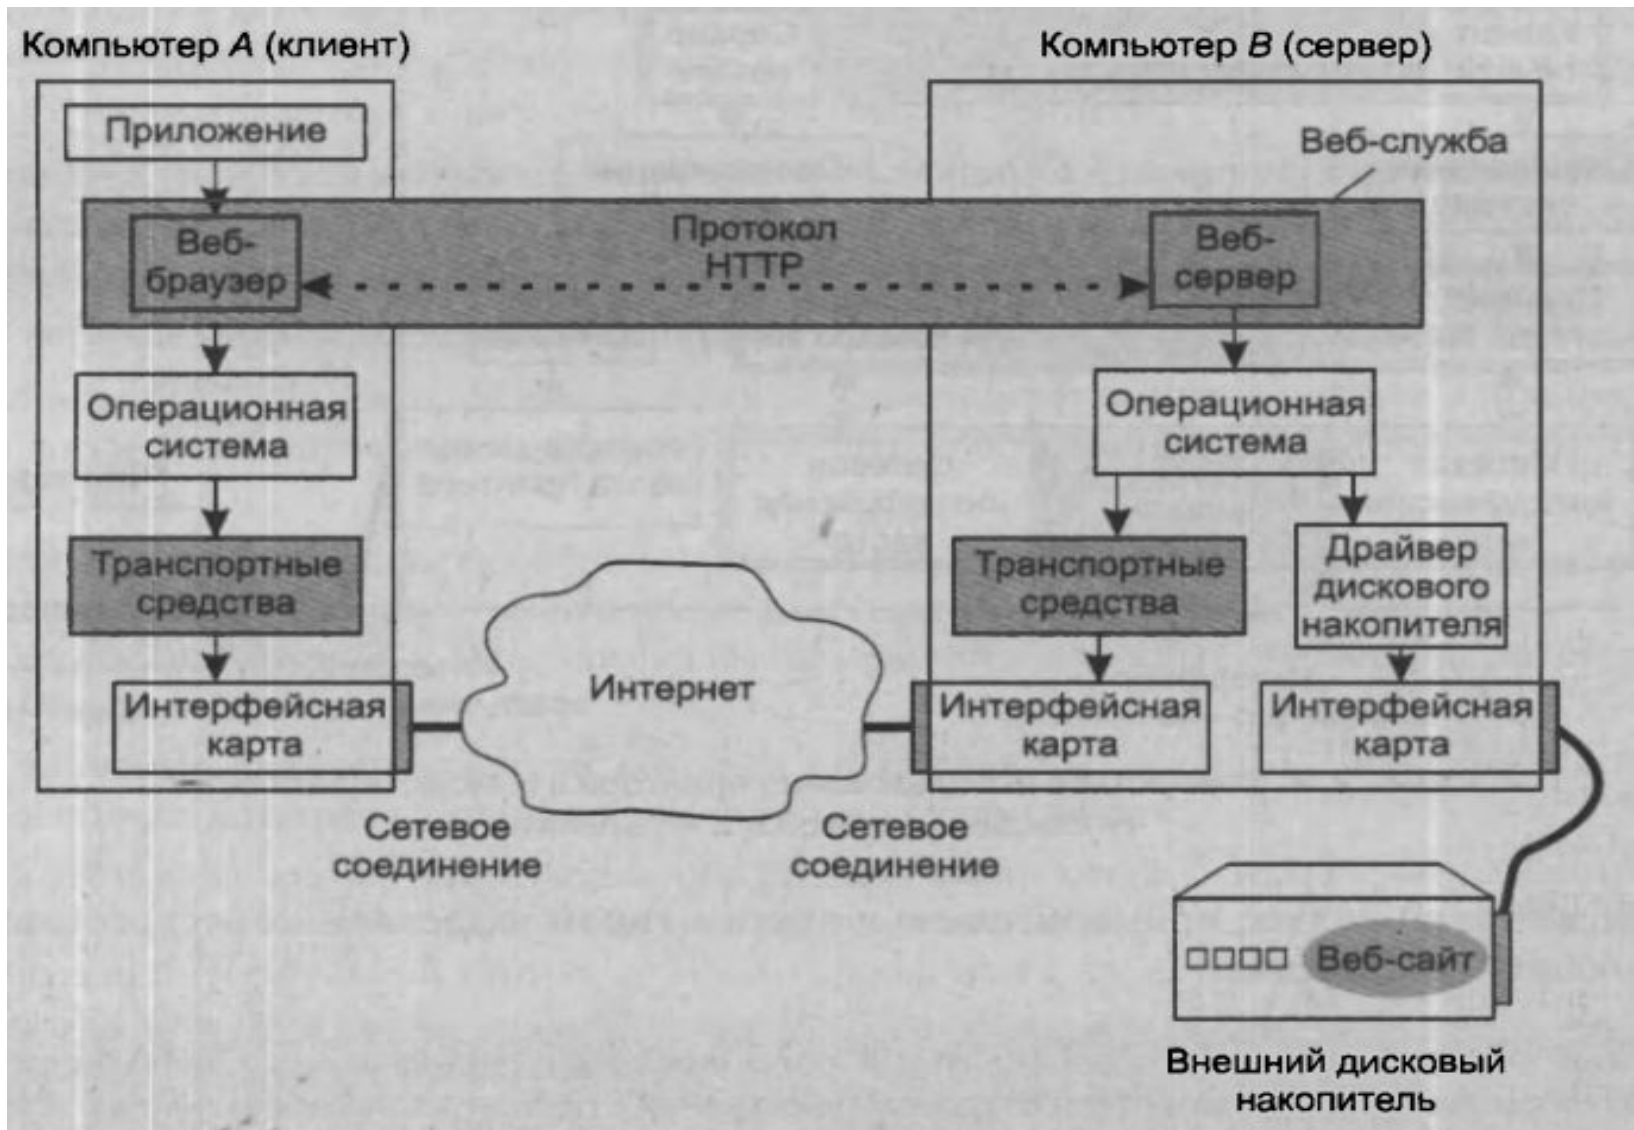 Компьютер A (клиент)
Компьютер B (сервер)
Приложение
Веб-служба
Веб-
браузер
Протокол
HTTP
Веб-
сервер
Операционная
система
Операционная
система
Транспортные
средства
Транспортные
средства
Драйвер
дискового
накопителя
Интерфейсная
карта
Интернет
Интерфейсная
карта
Интерфейсная
карта
Сетевое
соединение
Сетевое
соединение
Веб-сайт
Внешний дисковый
накопитель